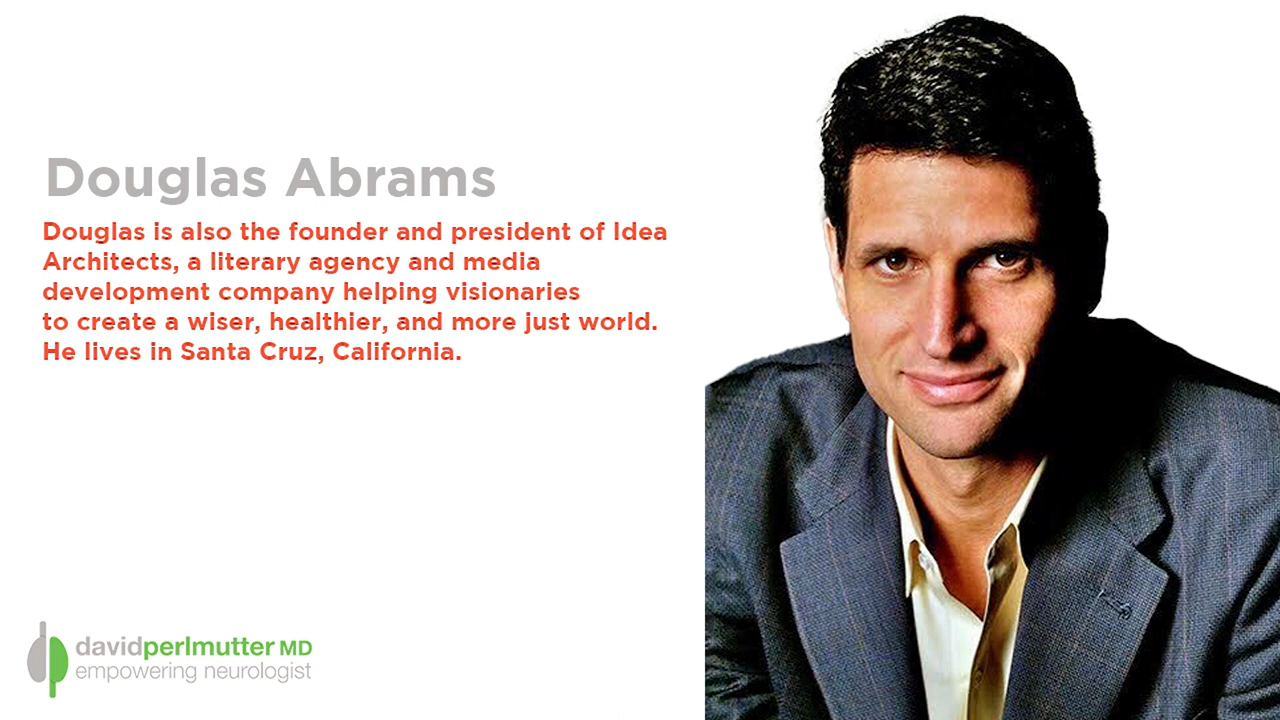 Douglas Abrams
Douglas is also the founder and president of Idea
Architects, a literary agency and media
development company helping visionaries
to create a wiser, healthier, and more just world.
He lives in Santa Cruz, California.
davidperlmutter MD
empowering neurologist